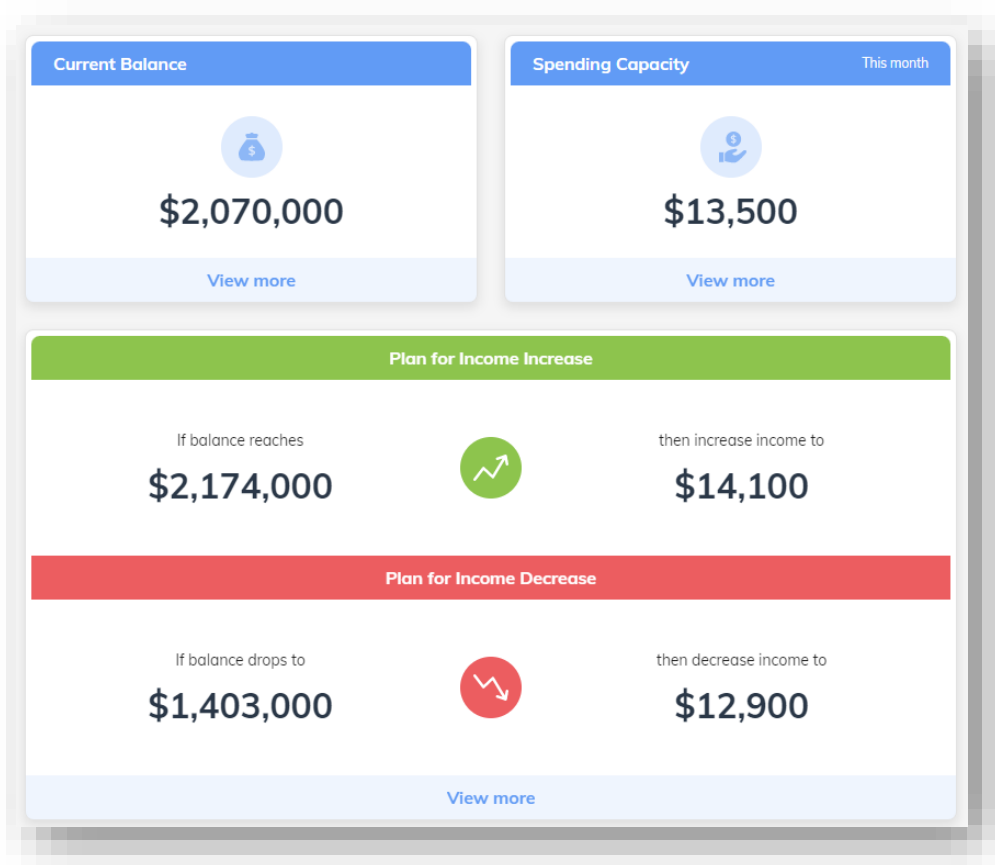 Current Balance
$2,070,000
View more
Spending Capacity This month
$13,500
View more
Plan for Income Increase
If balance reaches
$2,174,000
then increase income to
$14,100
Plan for Income Decrease
If balance drops to
$1,403,000
then decrease income to
$12,900
View more